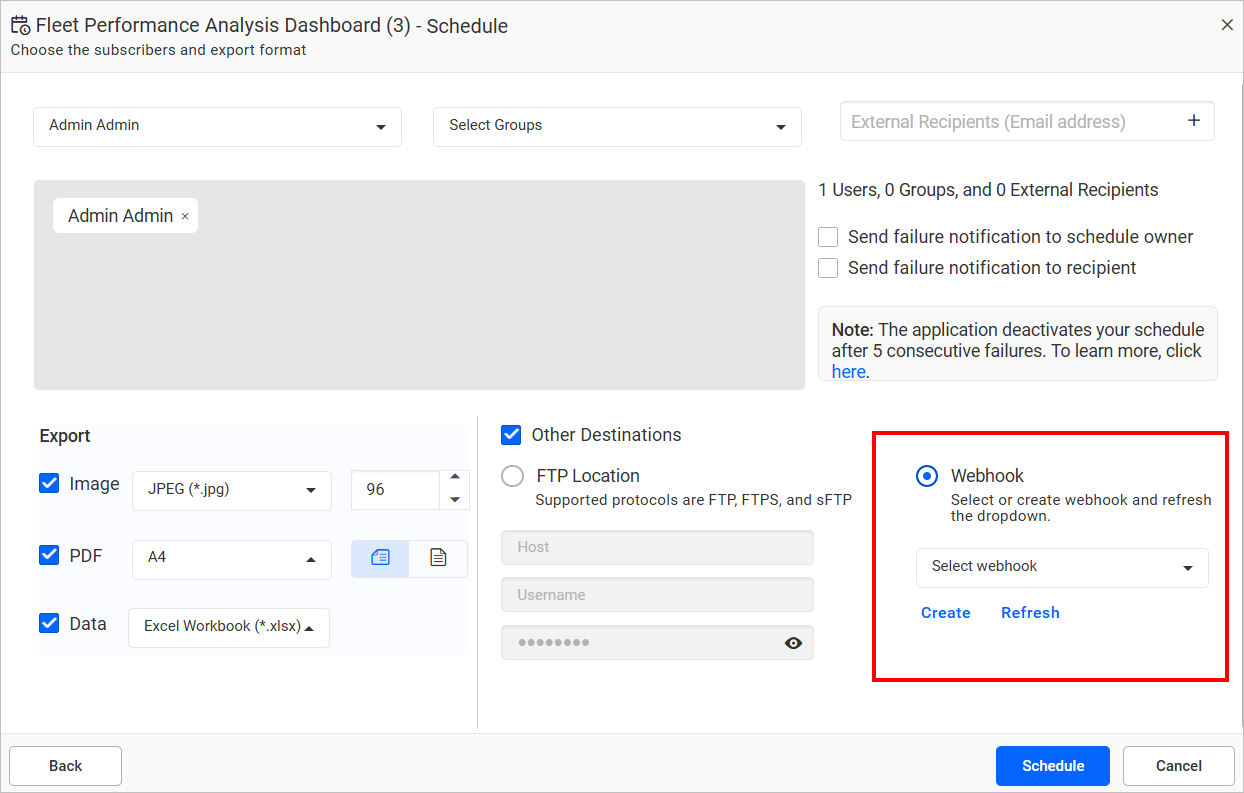 Fleet Performance Analysis Dashboard (3) - Schedule
Choose the subscribers and export format
Admin Admin
Select Groups
External Recipients (Email address)
Admin Admin
1 Users, 0 Groups, and 0 External Recipients
Send failure notification to schedule owner
Send failure notification to recipient
Note: The application deactivates your schedule
after 5 consecutive failures. To learn more, click
here.
Export
Image
JPEG (*.jpg)
96
PDF
A4
Data
Excel Workbook (*.xlsx)
Other Destinations
FTP Location
Supported protocols are FTP, FTPS, and sFTP
Host
Username
Webhook
Select or create webhook and refresh
the dropdown.
Select webhook
Create Refresh
Back
Schedule
Cancel